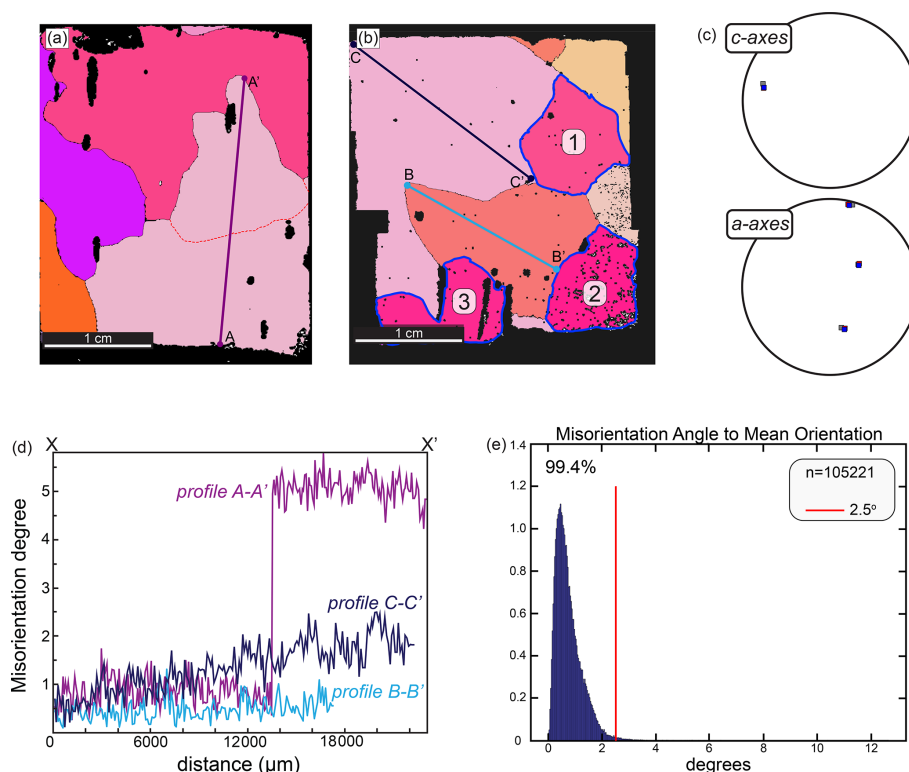 (a)
A'
A
1 cm
(b)
C
C'
B
B'
1
2
3
1 cm
(c)
c-axes
a-axes
(d)
X
X'
Misorientation degree
5
4
3
2
1
0
6000
12000
18000
distance (µm)
profile A-A'
profile C-C'
profile B-B'
(e)
Misorientation Angle to Mean Orientation
99.4%
n=105221
2.5º
1.4
1.2
1.0
0.8
0.6
0.4
0.2
0
0
2
4
6
8
10
12
degrees